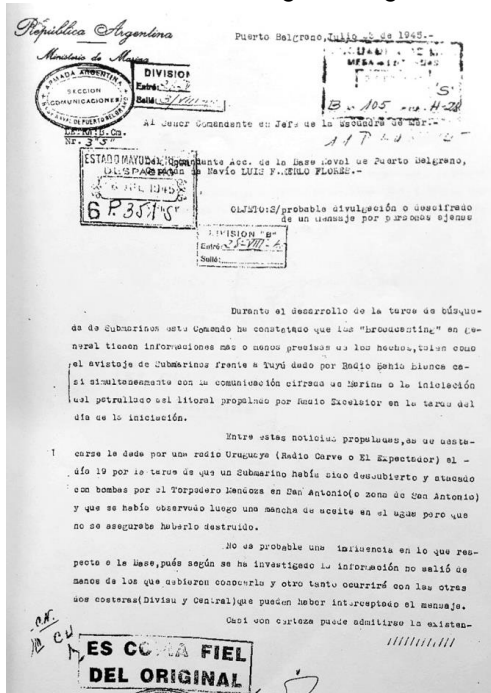 República Argentina
Ministerio de Marina
Puerto Belgrano, Julio de 1945.-
ARMADA ARGENTINA
SECCION
COMUNICACIONES
DIVISION
Entró:
Salió:
B 105 H-28
Al Señor Comandante en Jefe de la Escuadra de Mar.-
Nr. 3"S"
ESTADO MAYOR
DESPACHO
1945
6 P. 351"S"
Comandante Acc. de la Base Naval de Puerto Belgrano,
de Navío LUIS F. MERLO FLORES.-
OBJETO: S/probable divulgación o descifrado
de un mensaje por personas ajenas
DIVISION "B"
Entró: 25-VIII-
Salió:
Durante el desarrollo de la tarea de búsque-
da de Submarinos este Comando ha constatado que las "broadcasting" en ge-
neral tienen informaciones más o menos precisas de los hechos, tales como
el avistaje de Submarinos frente a Tuyú dado por Radio Bahía Blanca ca-
si simultaneamente con la comunicación cifrada de Marina o la iniciación
del patrullado del litoral propalado por Radio Excelsior en la tarde del
día de la iniciación.
Entre estas noticias propaladas, es de desta-
carse la dada por una radio Uruguaya (Radio Carve o El Espectador) el -
día 19 por la tarde de que un Submarino había sido descubierto y atacado
con bombas por el Torpedero Mendoza en San Antonio(o zona de San Antonio)
y que se había observado luego una mancha de aceite en el agua pero que
no se aseguraba haberlo destruído.
No es probable una influencia en lo que res-
pecta a la Base, pués según se ha investigado la información no salió de
manos de los que debieron conocerla y otro tanto ocurrirá con las otras
dos costeras(Divisu y Central)que pueden haber interceptado el mensaje.
Casi con certeza puede admitirse la existen-
///////////
ES COPIA FIEL
DEL ORIGINAL